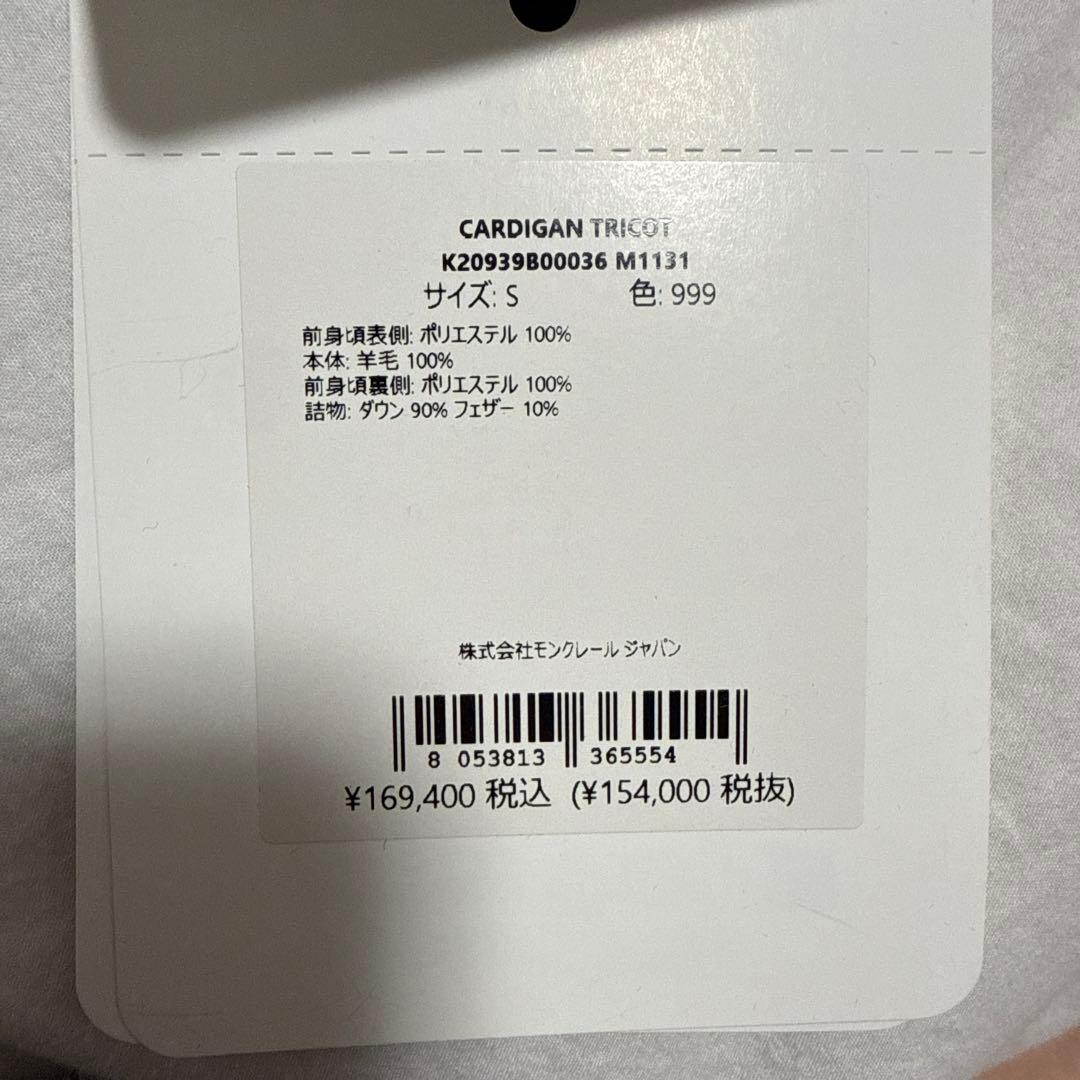 CARDIGAN TRICOT
K20939B00036 M1131
サイズ: S 色: 999
前身頃表側: ポリエステル 100%
本体: 羊毛 100%
前身頃裏側: ポリエステル 100%
詰物: ダウン 90% フェザー 10%
株式会社モンクレール ジャパン
8 053813 365554
¥169,400 税込 (¥154,000 税抜)